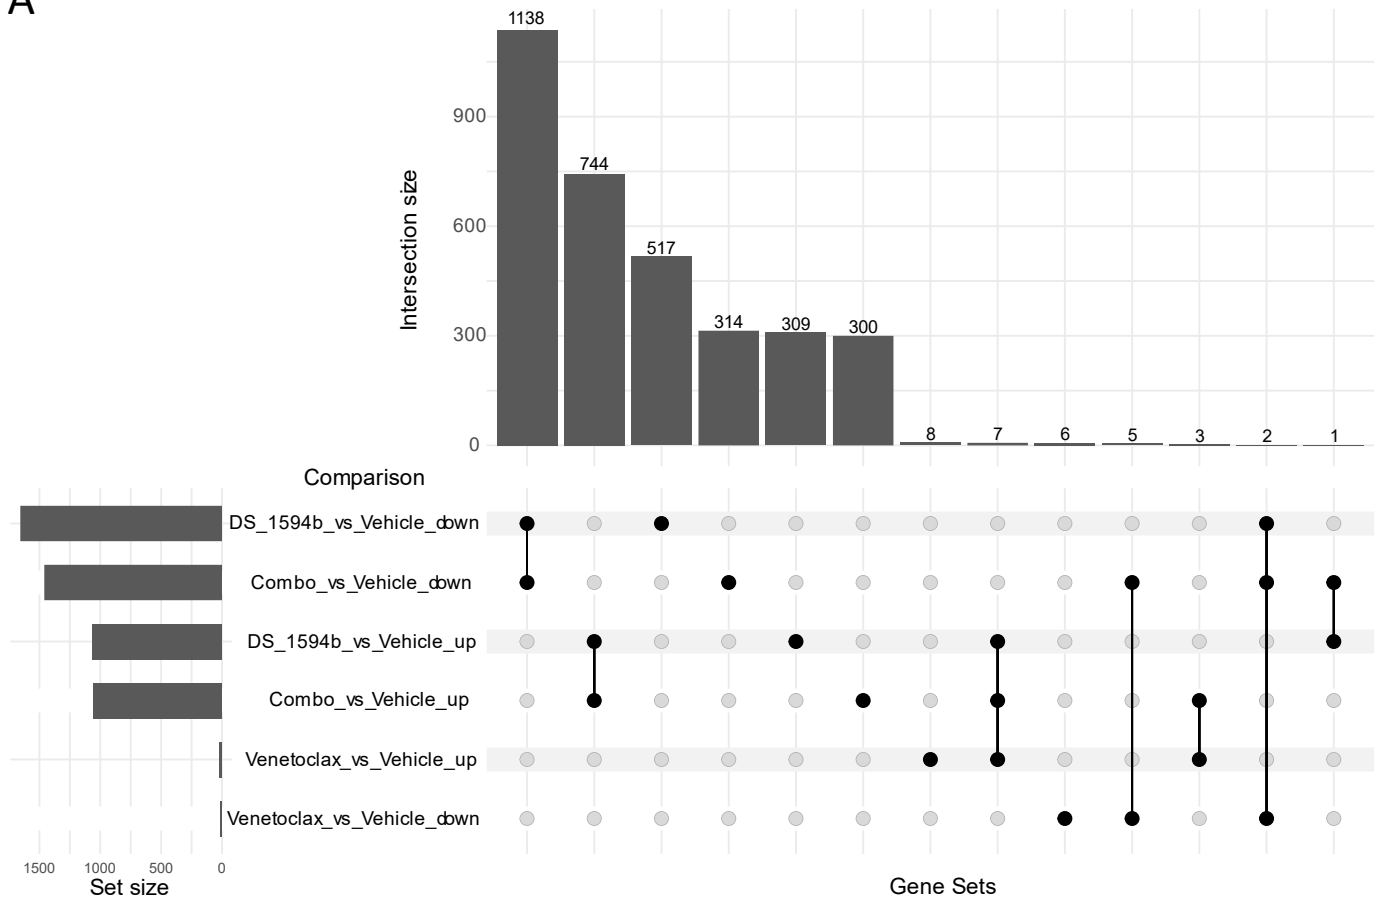 A
1138
744
517
314
309
300
8
7
6
5
3
2
1
900
600
300
0
Intersection size
Comparison
DS_1594b_vs_Vehicle_down
Combo_vs_Vehicle_down
DS_1594b_vs_Vehicle_up
Combo_vs_Vehicle_up
Venetoclax_vs_Vehicle_up
Venetoclax_vs_Vehicle_down
1500 1000 500 0
Set size
Gene Sets